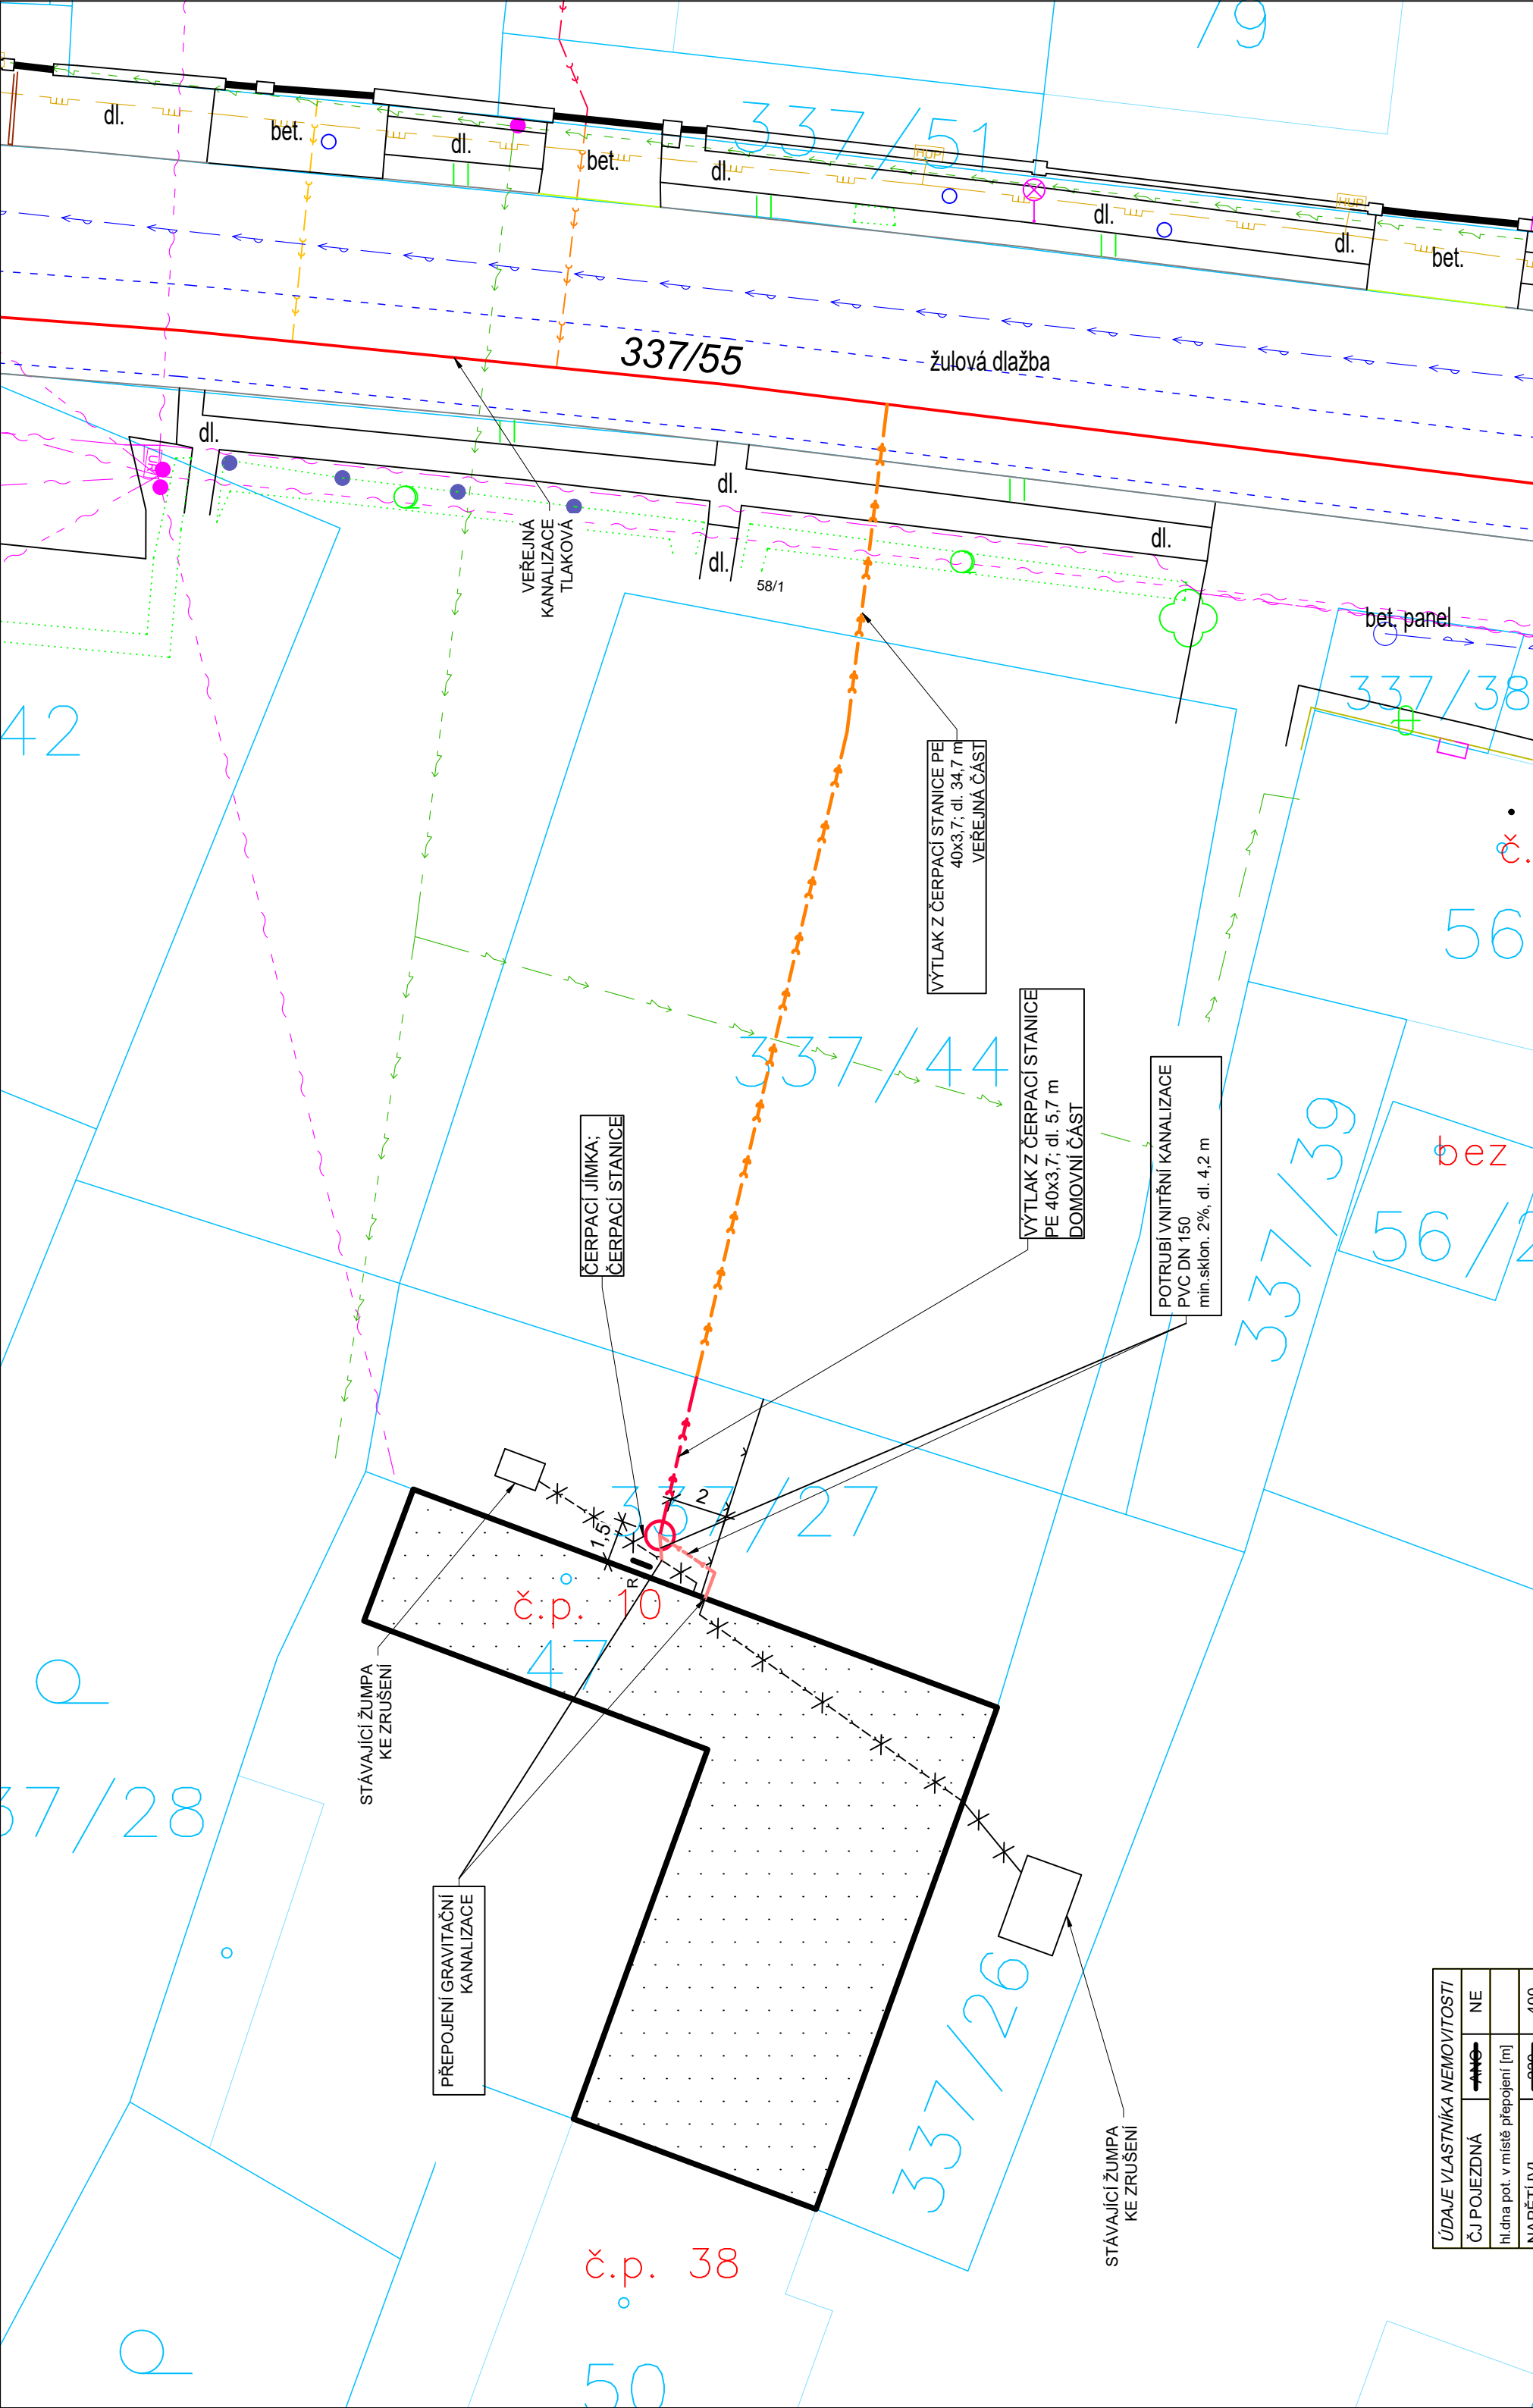 79
337/51
dl.
bet.
dl.
bet.
dl.
HUP
HUP
dl.
dl.
bet.
337/55
žulová dlažba
dl.
dl.
dl.
dl.
58/1
VEŘEJNÁ
KANALIZACE
TLAKOVÁ
bet. panel
337/38
42
VÝTLAK Z ČERPACÍ STANICE PE
40x3,7; dl. 34,7 m
VEŘEJNÁ ČÁST
č.
56
337/44
VÝTLAK Z ČERPACÍ STANICE
PE 40x3,7; dl. 5,7 m
DOMOVNÍ ČÁST
POTRUBÍ VNITŘNÍ KANALIZACE
PVC DN 150
min.sklon. 2%, dl. 4,2 m
ČERPACÍ JÍMKA;
ČERPACÍ STANICE
337/39
bez
56/2
337/27
2
1,5
R
č.p. 10
47
STÁVAJÍCÍ ŽUMPA
KE ZRUŠENÍ
37/28
PŘEPOJENÍ GRAVITAČNÍ
KANALIZACE
337/26
STÁVAJÍCÍ ŽUMPA
KE ZRUŠENÍ
č.p. 38
50
ÚDAJE VLASTNÍKA NEMOVITOSTI
ČJ POJEZDNÁ ANO NE
hl.dna pot. v místě přepojení [m]